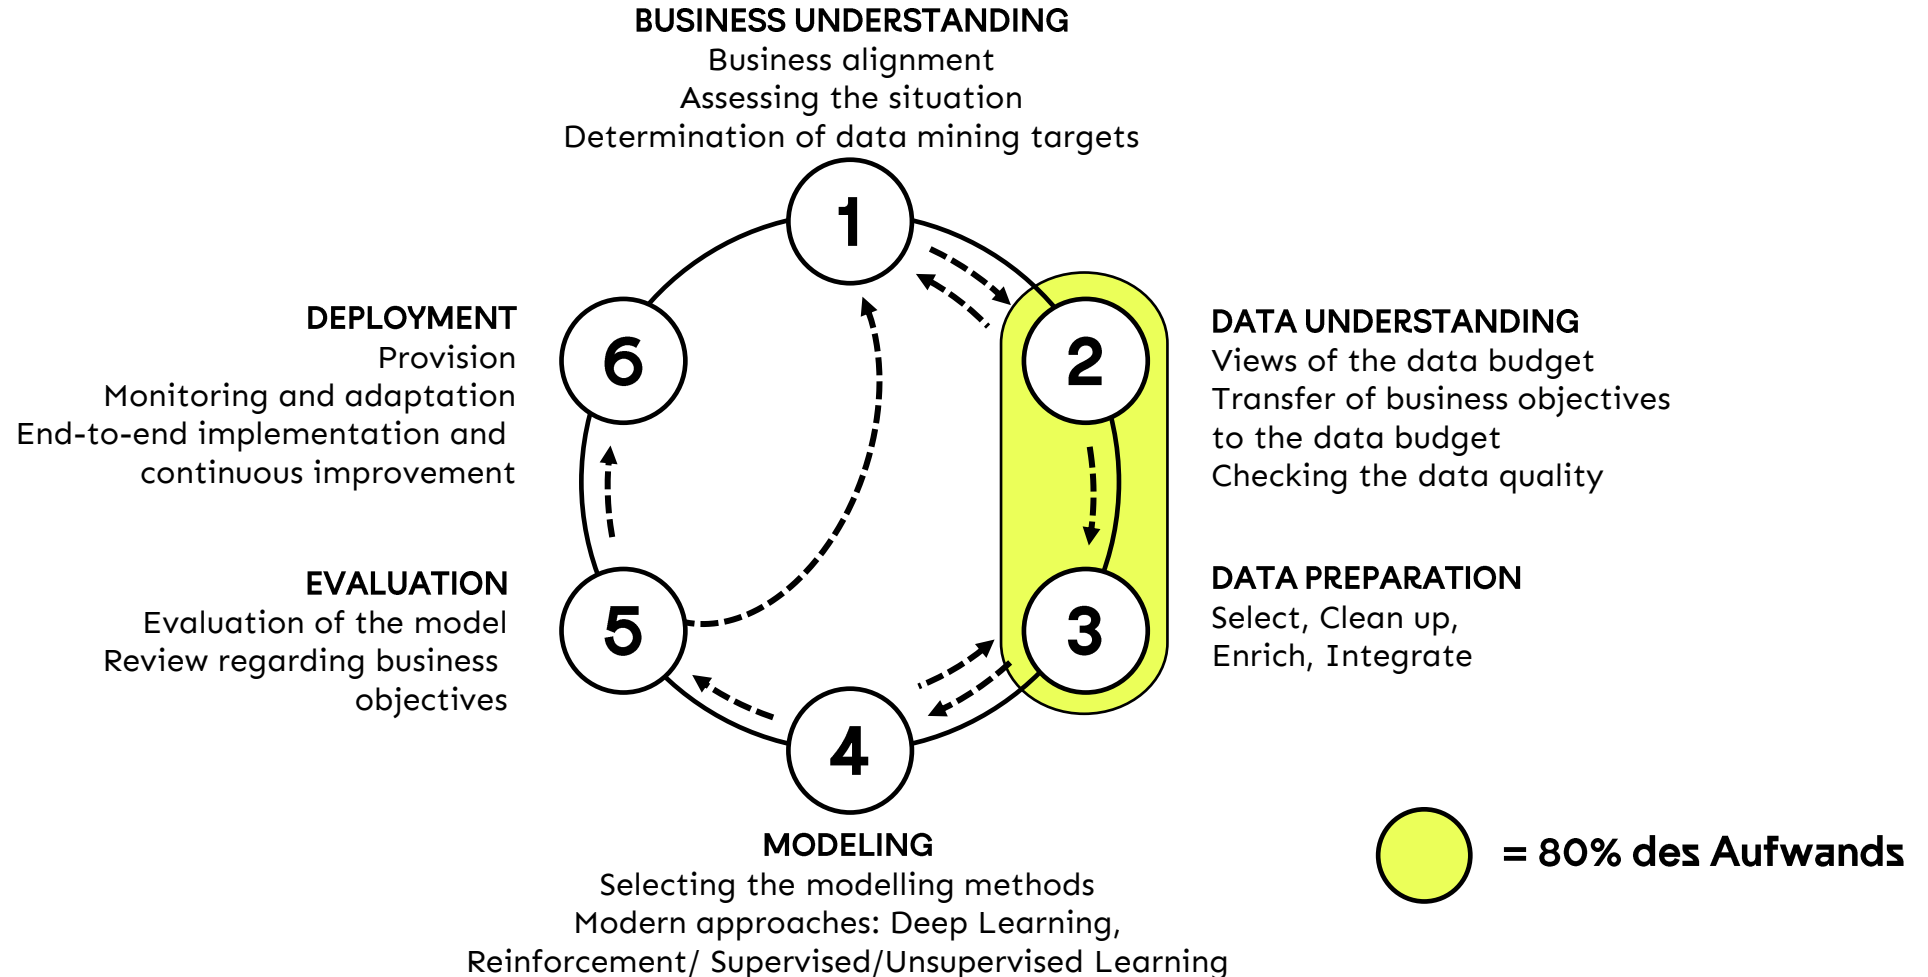 BUSINESS UNDERSTANDING
Business alignment
Assessing the situation
Determination of data mining targets
1
2
DATA UNDERSTANDING
Views of the data budget
Transfer of business objectives
to the data budget
Checking the data quality
3
DATA PREPARATION
Select, Clean up,
Enrich, Integrate
4
MODELING
Selecting the modelling methods
Modern approaches: Deep Learning,
Reinforcement/ Supervised/Unsupervised Learning
5
EVALUATION
Evaluation of the model
Review regarding business
objectives
6
DEPLOYMENT
Provision
Monitoring and adaptation
End-to-end implementation and
continuous improvement
= 80% des Aufwands